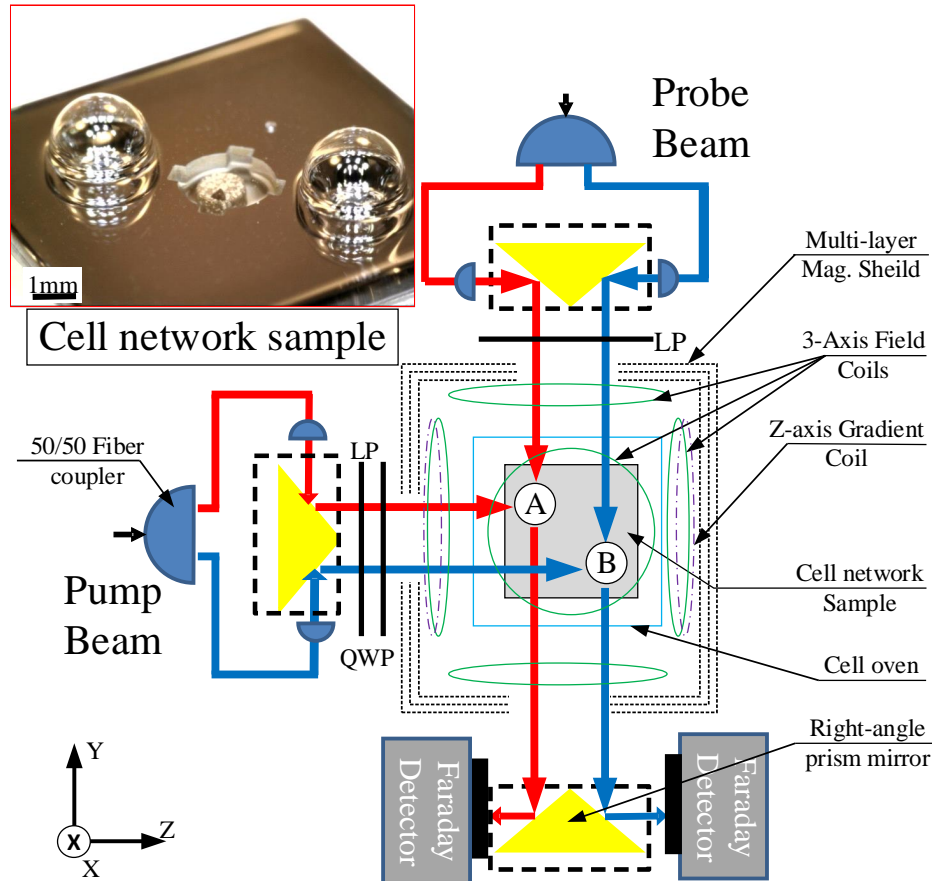 1mm
Cell network sample
Probe
Beam
Multi-layer
Mag. Sheild
LP
3-Axis Field
Coils
50/50 Fiber
coupler
LP
Z-axis Gradient
Coil
A
B
Pump
Beam
QWP
Cell network
Sample
Cell oven
Right-angle
prism mirror
Faraday
Detector
Faraday
Detector
Y
Z
X
X